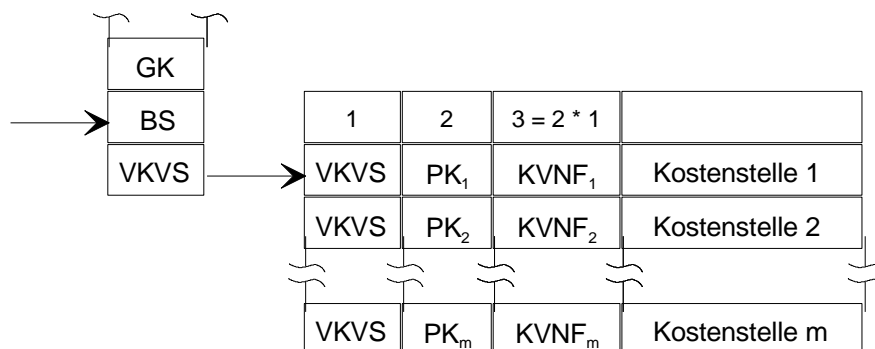 GK
BS
VKVS
1 2 3 = 2 * 1
VKVS PK₁ KVNF₁ Kostenstelle 1
VKVS PK₂ KVNF₂ Kostenstelle 2
VKVS PKₘ KVNFₘ Kostenstelle m